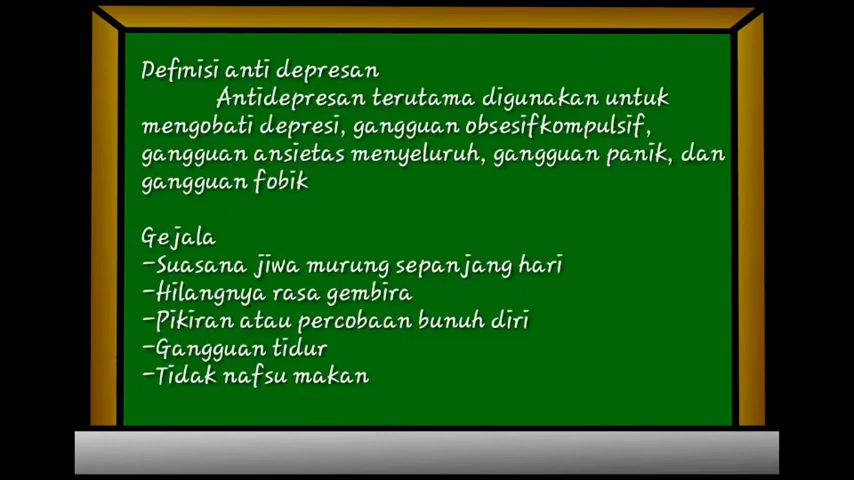 Definisi anti depresan
Antidepresan terutama digunakan untuk
mengobati depresi, gangguan obsesifkompulsif,
gangguan ansietas menyeluruh, gangguan panik, dan
gangguan fobik
Gejala
-Suasana jiwa murung sepanjang hari
-Hilangnya rasa gembira
-Pikiran atau percobaan bunuh diri
-Gangguan tidur
-Tidak nafsu makan